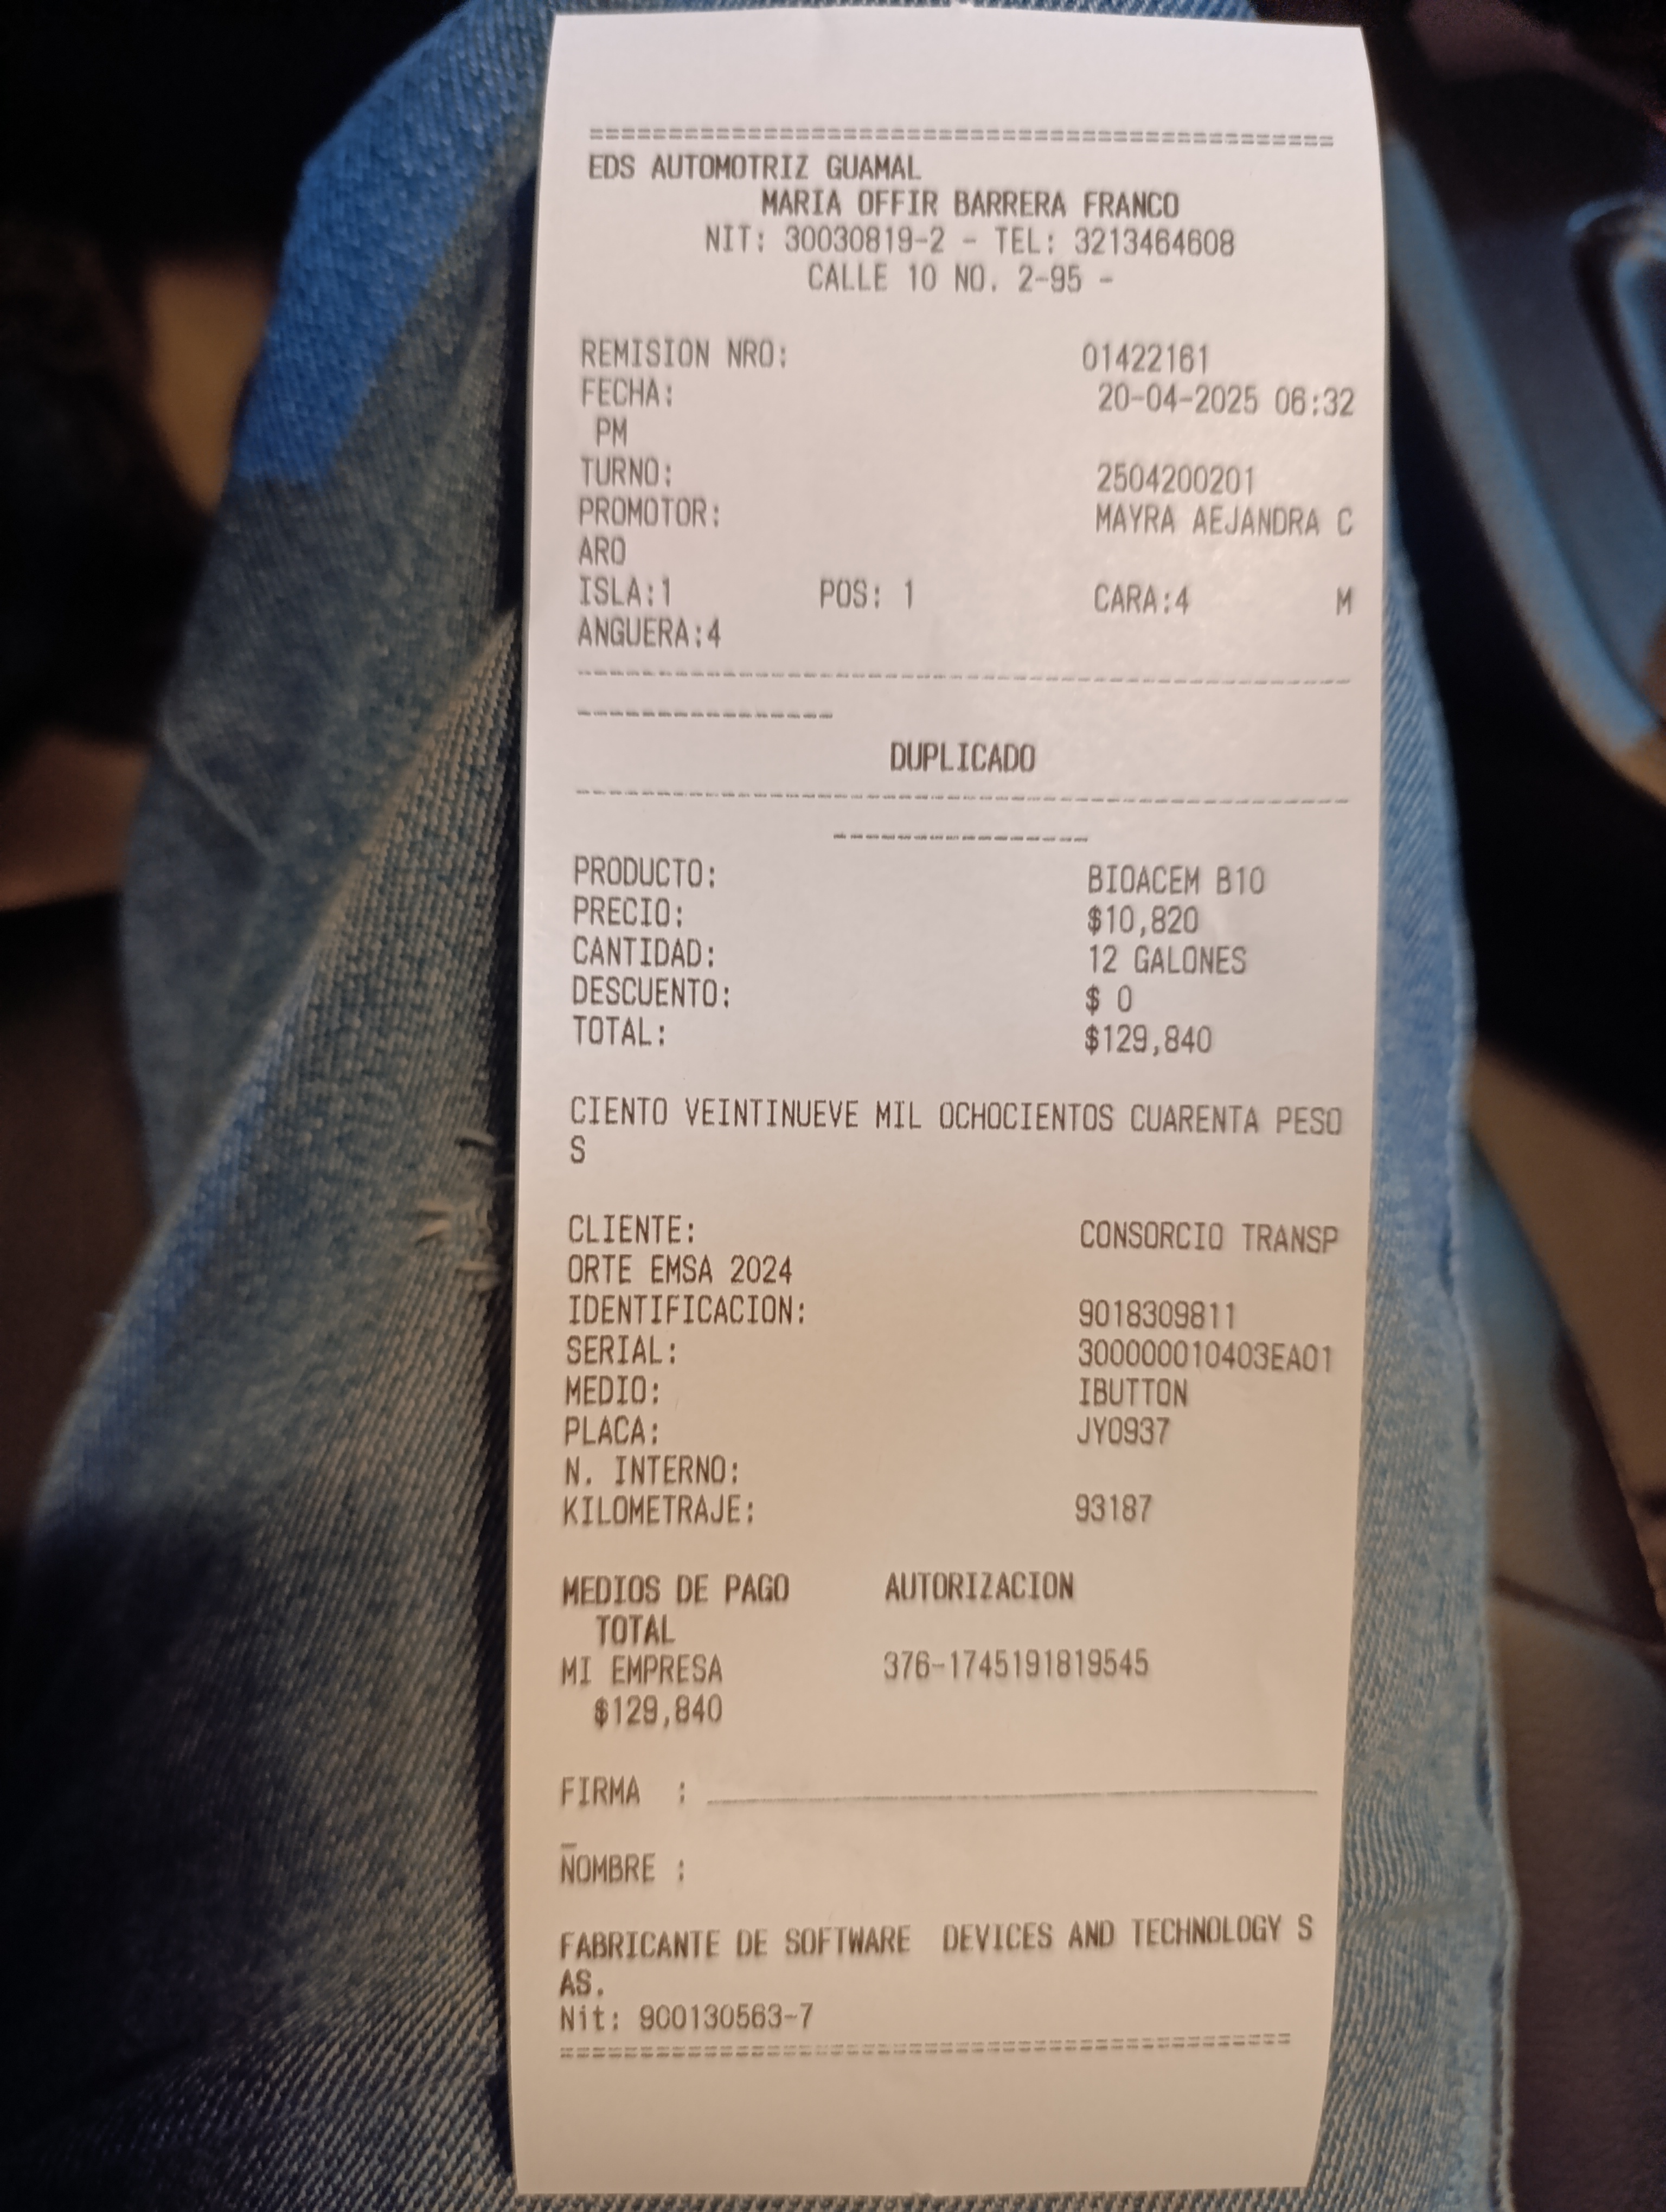 ===============================================
EDS AUTOMOTRIZ GUAMAL
MARIA OFFIR BARRERA FRANCO
NIT: 30030819-2 - TEL: 3213464608
CALLE 10 NO. 2-95 -
REMISION NRO: 01422161
FECHA: 20-04-2025 06:32
PM
TURNO: 2504200201
PROMOTOR: MAYRA AEJANDRA C
ARO
ISLA:1 POS: 1 CARA:4 M
ANGUERA:4
-------------------------------------------------
----------------
DUPLICADO
-------------------------------------------------
----------------
PRODUCTO: BIOACEM B10
PRECIO: $10,820
CANTIDAD: 12 GALONES
DESCUENTO: $ 0
TOTAL: $129,840
CIENTO VEINTINUEVE MIL OCHOCIENTOS CUARENTA PESO
S
CLIENTE: CONSORCIO TRANSP
ORTE EMSA 2024
IDENTIFICACION: 9018309811
SERIAL: 300000010403EA01
MEDIO: IBUTTON
PLACA: JYO937
N. INTERNO:
KILOMETRAJE: 93187
MEDIOS DE PAGO AUTORIZACION
TOTAL
MI EMPRESA 376-1745191819545
$129,840
FIRMA : ______________________________________
_
NOMBRE :
FABRICANTE DE SOFTWARE DEVICES AND TECHNOLOGY S
AS.
Nit: 900130563-7
===============================================